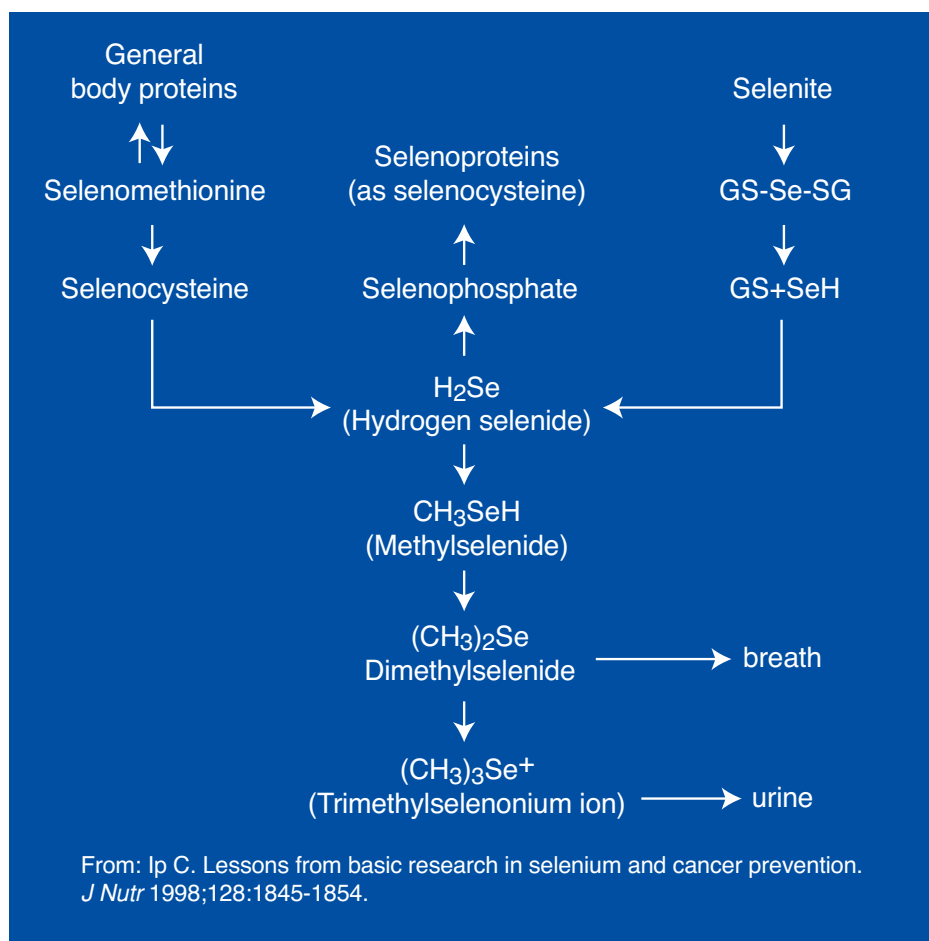 General
body proteins
Selenite
Selenoproteins
(as selenocysteine)
Selenomethionine
GS-Se-SG
Selenocysteine
Selenophosphate
GS+SeH
H₂Se
(Hydrogen selenide)
CH₃SeH
(Methylselenide)
(CH₃)₂Se
Dimethylselenide
breath
(CH₃)₃Se⁺
(Trimethylselenonium ion)
urine
From: Ip C. Lessons from basic research in selenium and cancer prevention.
J Nutr 1998;128:1845-1854.